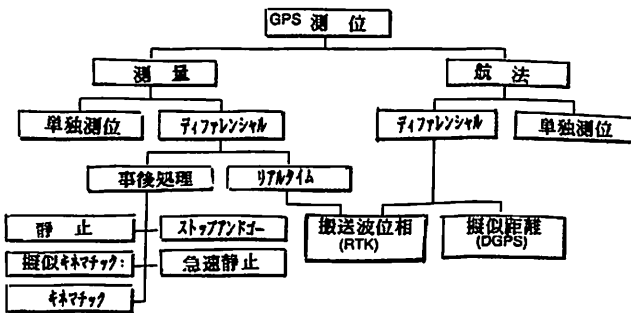 GPS 測位
測 量
航 法
単独測位
ディファレンシャル
ディファレンシャル
単独測位
事後処理
リアルタイム
静 止
ストップアンドゴー
搬送波位相
(RTK)
擬似距離
(DGPS)
擬似キネマチック:
急速静止
キネマチック